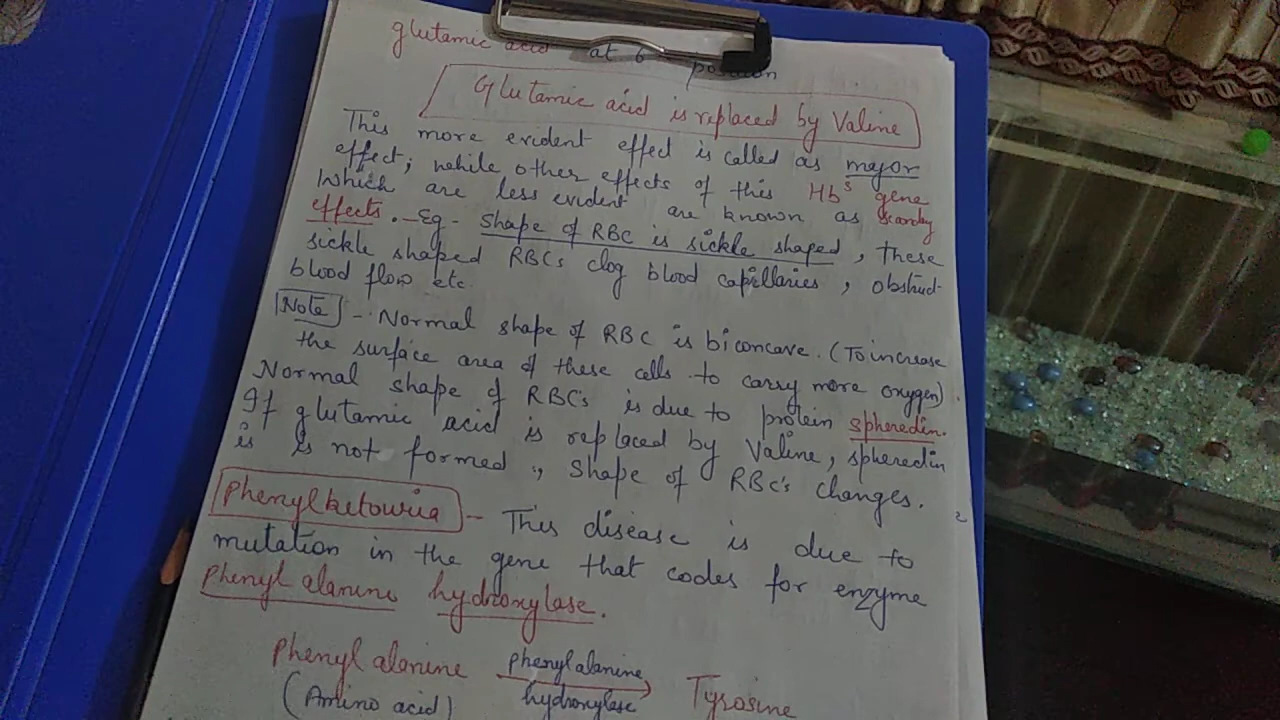 glutamic acid at 6 position
Glutamic acid is replaced by Valine
This more evident effect is called as major
effect; while other effects of this Hbs gene
which are less evident are known as
effects. - Eg - Shape of RBC is sickle shaped, these
sickle shaped RBCs clog blood capillaries, obstruct-
blood flow etc.
Note - Normal shape of RBC is biconcave. (To increase
the surface area of these cells to carry more oxygen).
Normal shape of RBC's is due to protein spheredin.
If glutamic acid is replaced by Valine, spheredin
is is not formed ∴, Shape of RBC's changes.
Phenylketouria - This disease is due to
mutation in the gene that codes for enzyme
phenyl alanine hydroxylase.
Phenyl alanine phenylalanine Tyrosine
(Amino acid) hydroxylase